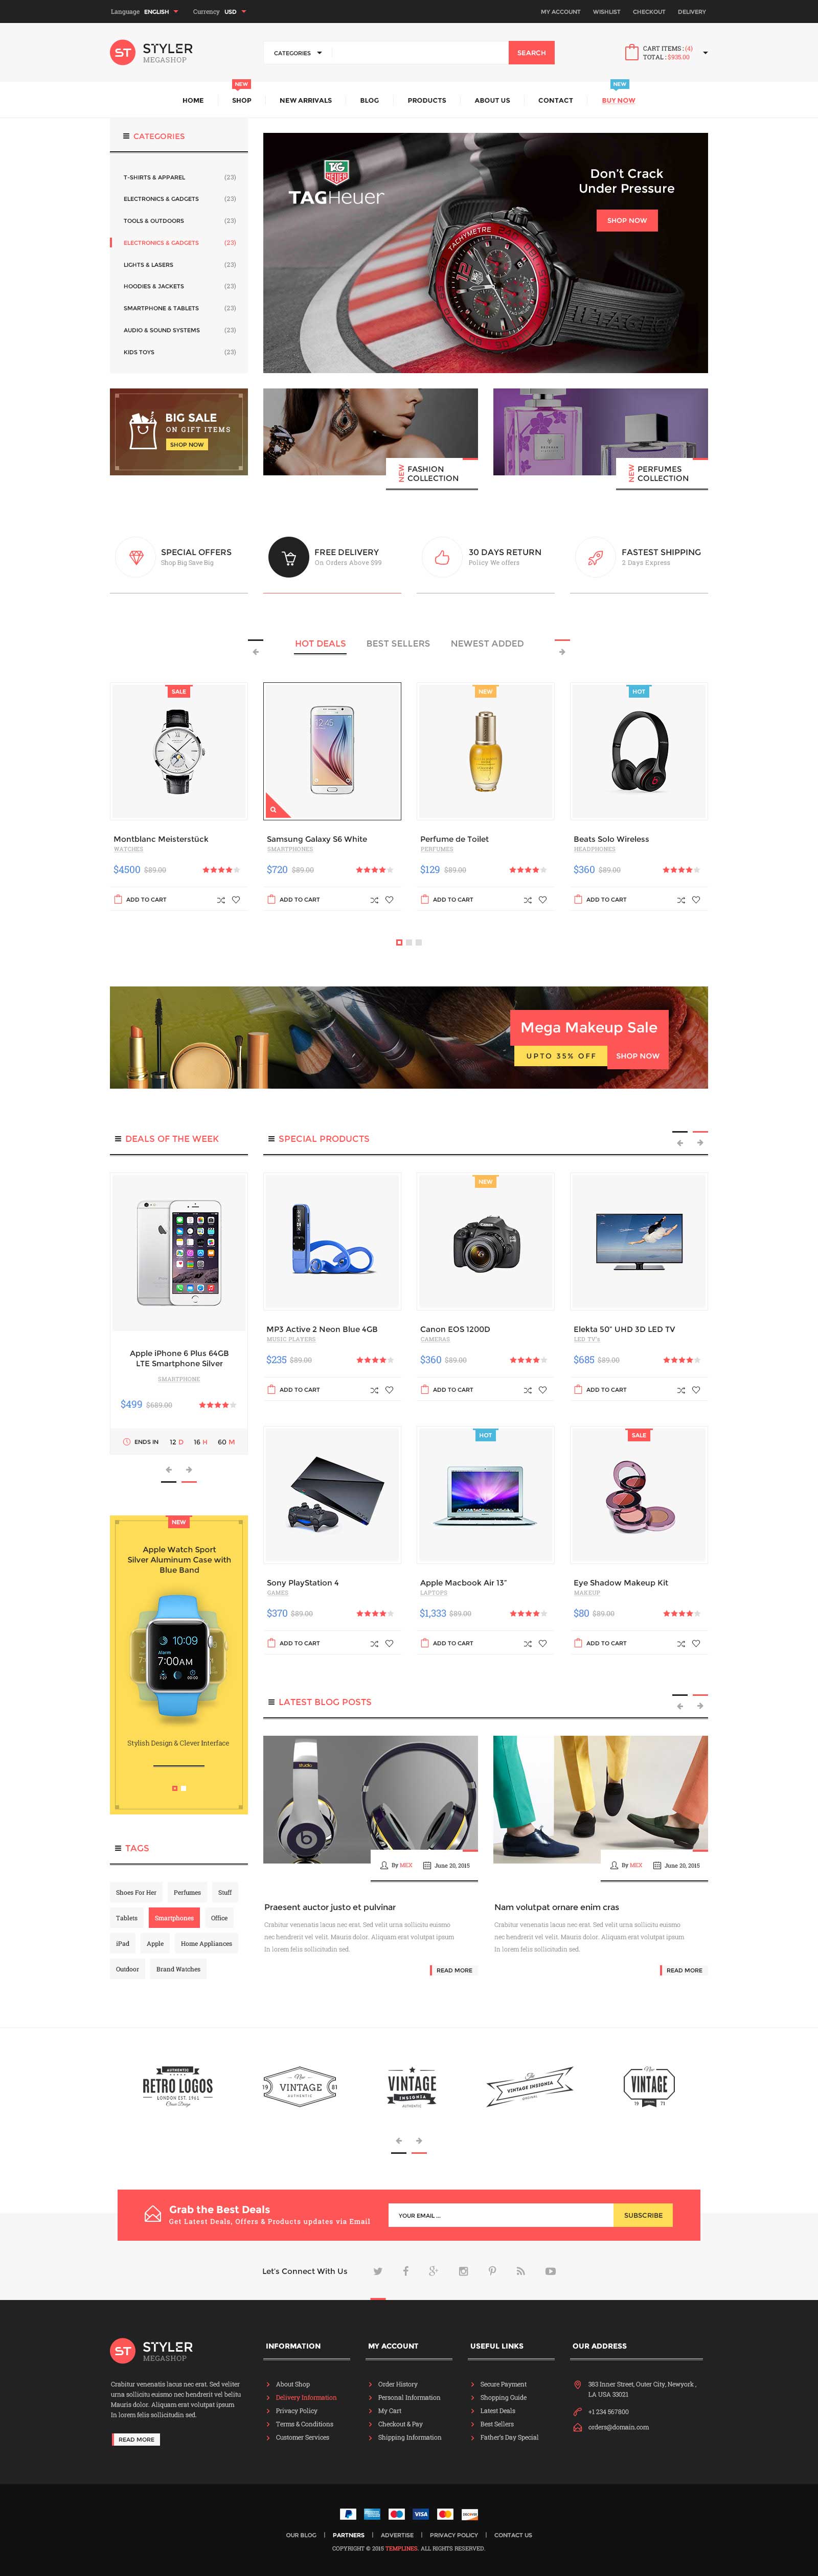 Language ENGLISH Currency USD MY ACCOUNT WISHLIST CHECKOUT DELIVERY
ST STYLER
MEGASHOP
CATEGORIES SEARCH
CART ITEMS : (4)
TOTAL : $935.00
NEW NEW
HOME SHOP NEW ARRIVALS BLOG PRODUCTS ABOUT US CONTACT BUY NOW
CATEGORIES
T-SHIRTS & APPAREL (23)
ELECTRONICS & GADGETS (23)
TOOLS & OUTDOORS (23)
ELECTRONICS & GADGETS (23)
LIGHTS & LASERS (23)
HOODIES & JACKETS (23)
SMARTPHONE & TABLETS (23)
AUDIO & SOUND SYSTEMS (23)
KIDS TOYS (23)
TAG
HEUER
TAGHeuer
Don't Crack
Under Pressure
SHOP NOW
TACHYMETRE
BIG SALE
ON GIFT ITEMS
SHOP NOW
NEW FASHION
COLLECTION
NEW PERFUMES
COLLECTION
SPECIAL OFFERS
Shop Big Save Big
FREE DELIVERY
On Orders Above $99
30 DAYS RETURN
Policy We offers
FASTEST SHIPPING
2 Days Express
HOT DEALS BEST SELLERS NEWEST ADDED
SALE NEW HOT
Montblanc Meisterstück
WATCHES
$4500 $89.00
ADD TO CART
12:45
Samsung Galaxy S6 White
SMARTPHONES
$720 $89.00
ADD TO CART
Perfume de Toilet
PERFUMES
$129 $89.00
ADD TO CART
Beats Solo Wireless
HEADPHONES
$360 $89.00
ADD TO CART
Mega Makeup Sale
UPTO 35% OFF SHOP NOW
DEALS OF THE WEEK
Apple iPhone 6 Plus 64GB
LTE Smartphone Silver
SMARTPHONE
$499 $689.00
ENDS IN 12 D 16 H 60 M
SPECIAL PRODUCTS
MP3 Active 2 Neon Blue 4GB
MUSIC PLAYERS
$235 $89.00
ADD TO CART
NEW
Canon
Canon EOS 1200D
CAMERAS
$360 $89.00
ADD TO CART
Elekta 50" UHD 3D LED TV
LED TV's
$685 $89.00
ADD TO CART
Sony PlayStation 4
GAMES
$370 $89.00
ADD TO CART
HOT
Apple Macbook Air 13"
LAPTOPS
$1,333 $89.00
ADD TO CART
SALE
Eye Shadow Makeup Kit
MAKEUP
$80 $89.00
ADD TO CART
NEW
Apple Watch Sport
Silver Aluminum Case with
Blue Band
10:09
Alarm
7:00AM
Stylish Design & Clever Interface
TAGS
Shoes For Her Perfumes Stuff
Tablets Smartphones Office
iPad Apple Home Appliances
Outdoor Brand Watches
LATEST BLOG POSTS
studio
By MEX June 20, 2015
Praesent auctor justo et pulvinar
Crabitur venenatis lacus nec erat. Sed velit urna sollicitu euismo
nec hendrerit vel velit. Mauris dolor. Aliquam erat volutpat ipsum
In lorem felis sollicitudin sed.
READ MORE
By MEX June 20, 2015
Nam volutpat ornare enim cras
Crabitur venenatis lacus nec erat. Sed velit urna sollicitu euismo
nec hendrerit vel velit. Mauris dolor. Aliquam erat volutpat ipsum
In lorem felis sollicitudin sed.
READ MORE
AUTHENTIC
RETRO LOGOS
LONDON EST. 1965
New
19 VINTAGE 81
AUTHENTIC
VINTAGE
INSIGNIA
AUTHENTIC
The
VINTAGE INSIGNIA
New
VINTAGE
19 71
Grab the Best Deals
Get Latest Deals, Offers & Products updates via Email
YOUR EMAIL ... SUBSCRIBE
Let's Connect With Us
ST STYLER
MEGASHOP
Crabitur venenatis lacus nec erat. Sed veliter
urna sollicitu euismo nec hendrerit vel belitu
Mauris dolor. Aliquam erat volutpat ipsum
In lorem felis sollicitudin sed.
READ MORE
INFORMATION
About Shop
Delivery Information
Privacy Policy
Terms & Conditions
Customer Services
MY ACCOUNT
Order History
Personal Information
My Cart
Checkout & Pay
Shipping Information
USEFUL LINKS
Secure Payment
Shopping Guide
Latest Deals
Best Sellers
Father's Day Special
OUR ADDRESS
383 Inner Street, Outer City, Newyork ,
LA USA 33021
+1 234 567800
orders@domain.com
VISA DISCOVER
OUR BLOG | PARTNERS | ADVERTISE | PRIVACY POLICY | CONTACT US
COPYRIGHT © 2015 TEMPLINES. ALL RIGHTS RESERVED.